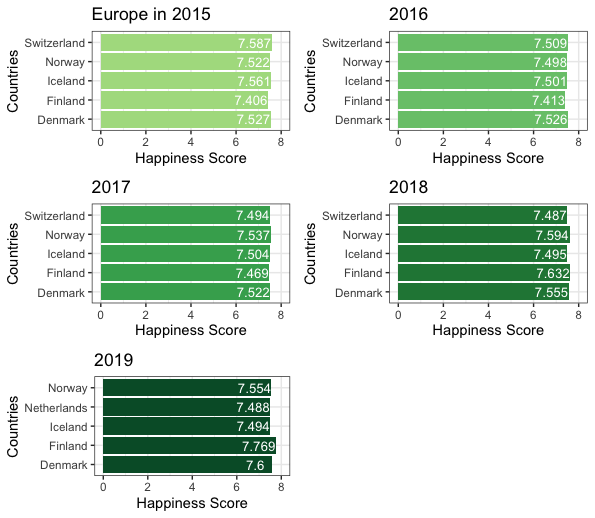 Europe in 2015
Countries
Switzerland 7.587
Norway 7.522
Iceland 7.561
Finland 7.406
Denmark 7.527
0 2 4 6 8
Happiness Score
2016
Countries
Switzerland 7.509
Norway 7.498
Iceland 7.501
Finland 7.413
Denmark 7.526
0 2 4 6 8
Happiness Score
2017
Countries
Switzerland 7.494
Norway 7.537
Iceland 7.504
Finland 7.469
Denmark 7.522
0 2 4 6 8
Happiness Score
2018
Countries
Switzerland 7.487
Norway 7.594
Iceland 7.495
Finland 7.632
Denmark 7.555
0 2 4 6 8
Happiness Score
2019
Countries
Norway 7.554
Netherlands 7.488
Iceland 7.494
Finland 7.769
Denmark 7.6
0 2 4 6 8
Happiness Score